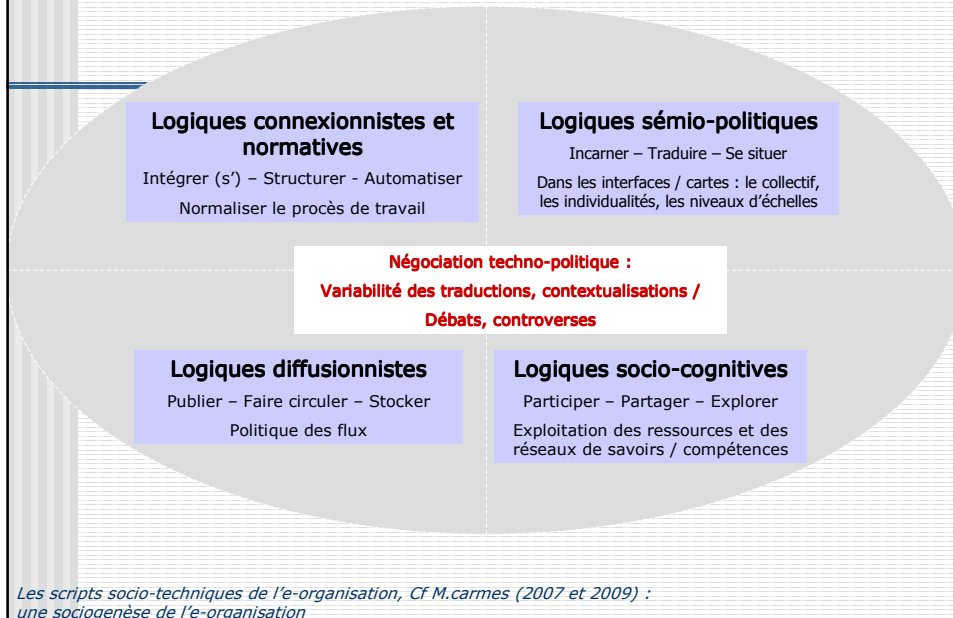 Logiques connexionnistes et
normatives
Intégrer (s') – Structurer - Automatiser
Normaliser le procès de travail
Logiques sémio-politiques
Incarner – Traduire – Se situer
Dans les interfaces / cartes : le collectif,
les individualités, les niveaux d'échelles
Négociation techno-politique :
Variabilité des traductions, contextualisations /
Débats, controverses
Logiques diffusionnistes
Publier – Faire circuler – Stocker
Politique des flux
Logiques socio-cognitives
Participer – Partager – Explorer
Exploitation des ressources et des
réseaux de savoirs / compétences
Les scripts socio-techniques de l'e-organisation, Cf M.carmes (2007 et 2009) :
une sociogenèse de l'e-organisation